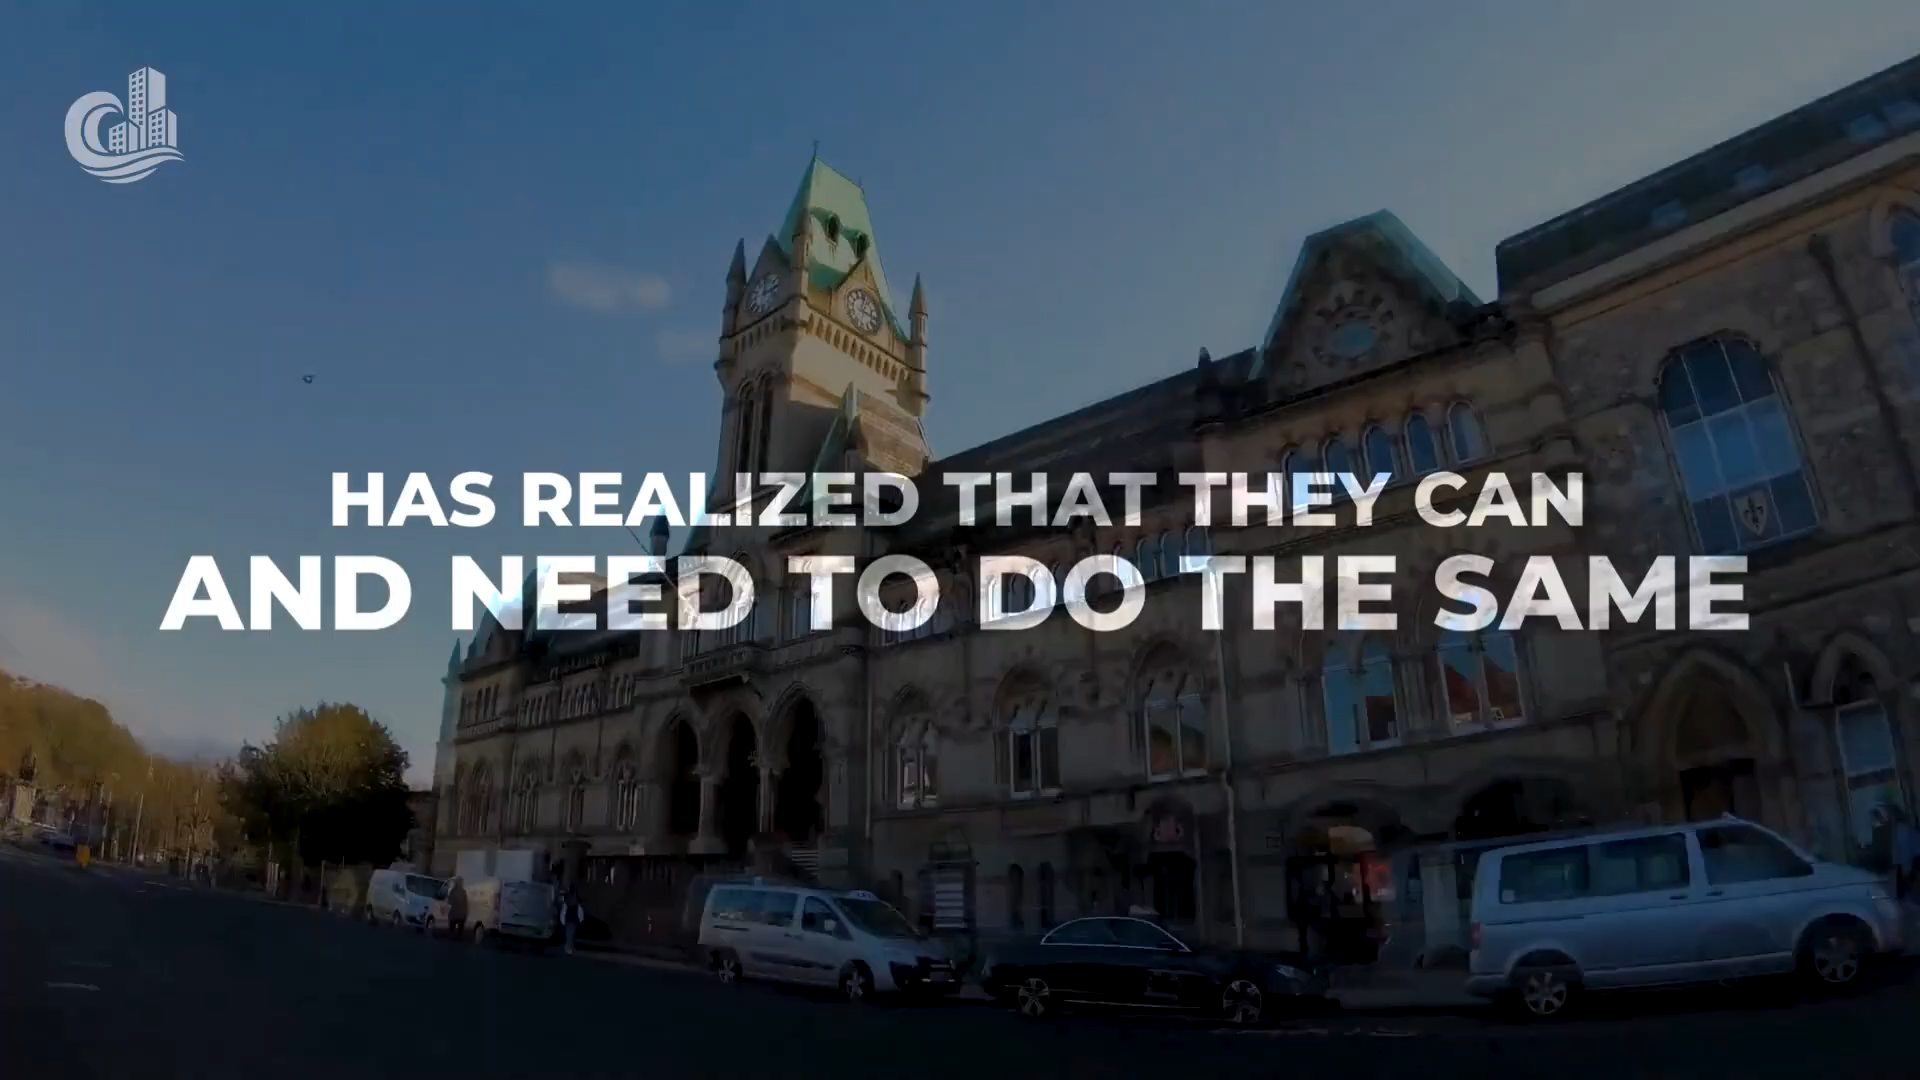 HAS REALIZED THAT THEY CAN
AND NEED TO DO THE SAME